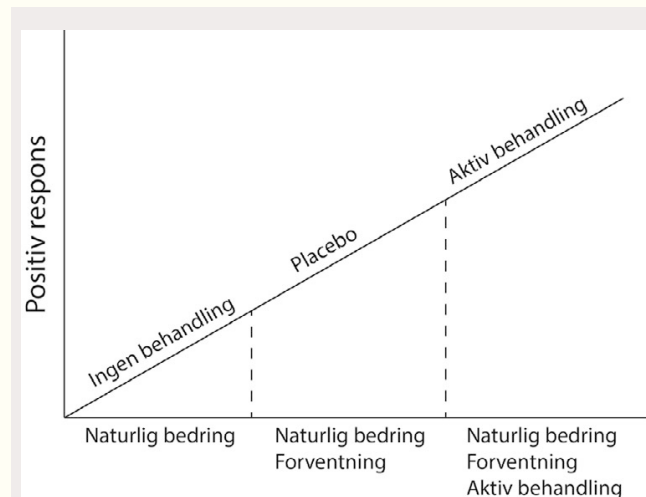 Positiv respons
Ingen behandling
Placebo
Aktiv behandling
Naturlig bedring
Naturlig bedring
Forventning
Naturlig bedring
Forventning
Aktiv behandling